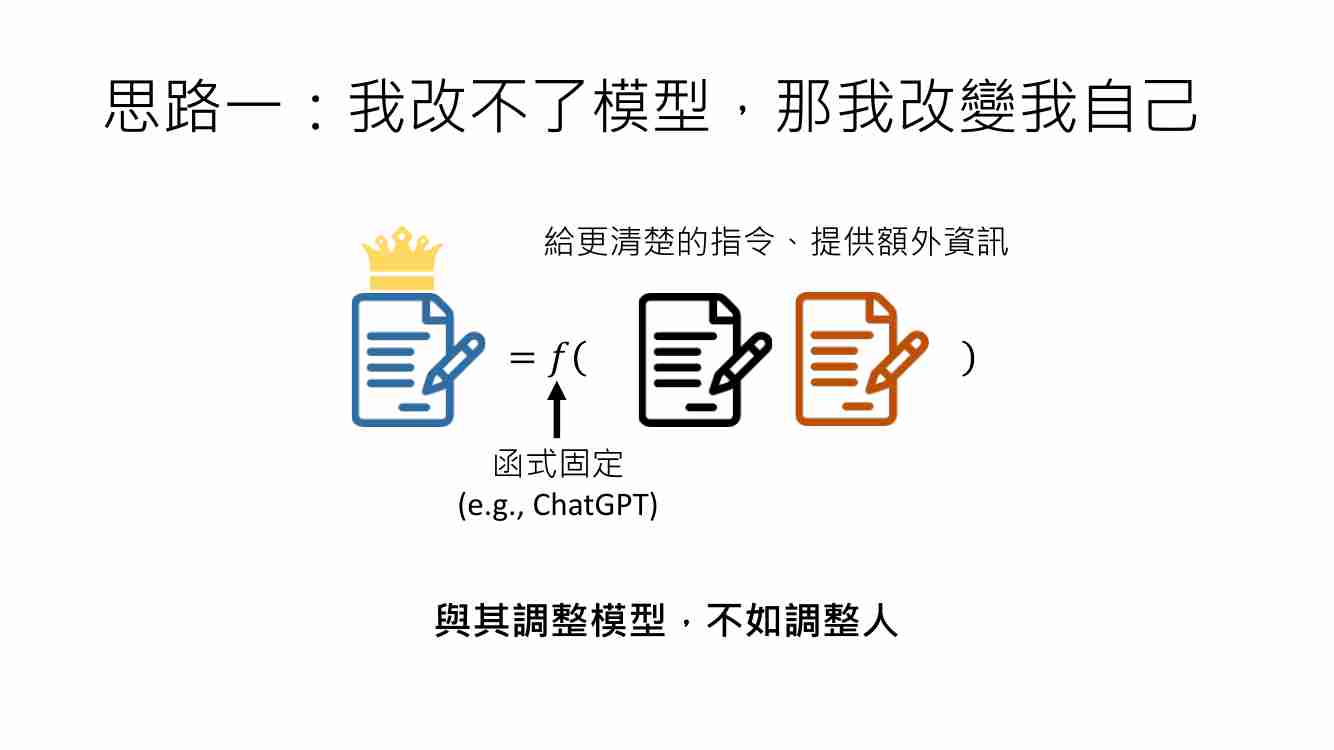 思路一：我改不了模型，那我改變我自己
給更清楚的指令、提供額外資訊
= f( )
函式固定
(e.g., ChatGPT)
與其調整模型，不如調整人